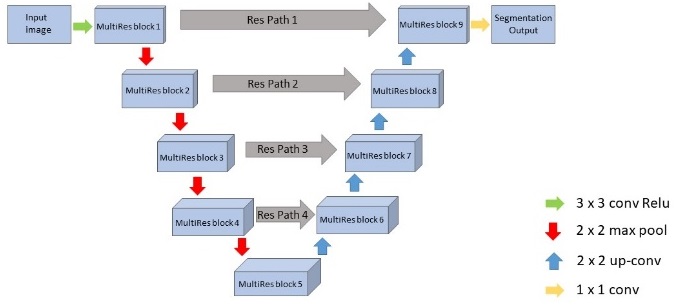 Input
Image
MultiRes block 1
Res Path 1
MultiRes block 9
Segmentation
Output
MultiRes block 2
Res Path 2
MultiRes block 8
MultiRes block 3
Res Path 3
MultiRes block 7
MultiRes block 4
Res Path 4
MultiRes block 6
MultiRes block 5
3 x 3 conv Relu
2 x 2 max pool
2 x 2 up-conv
1 x 1 conv